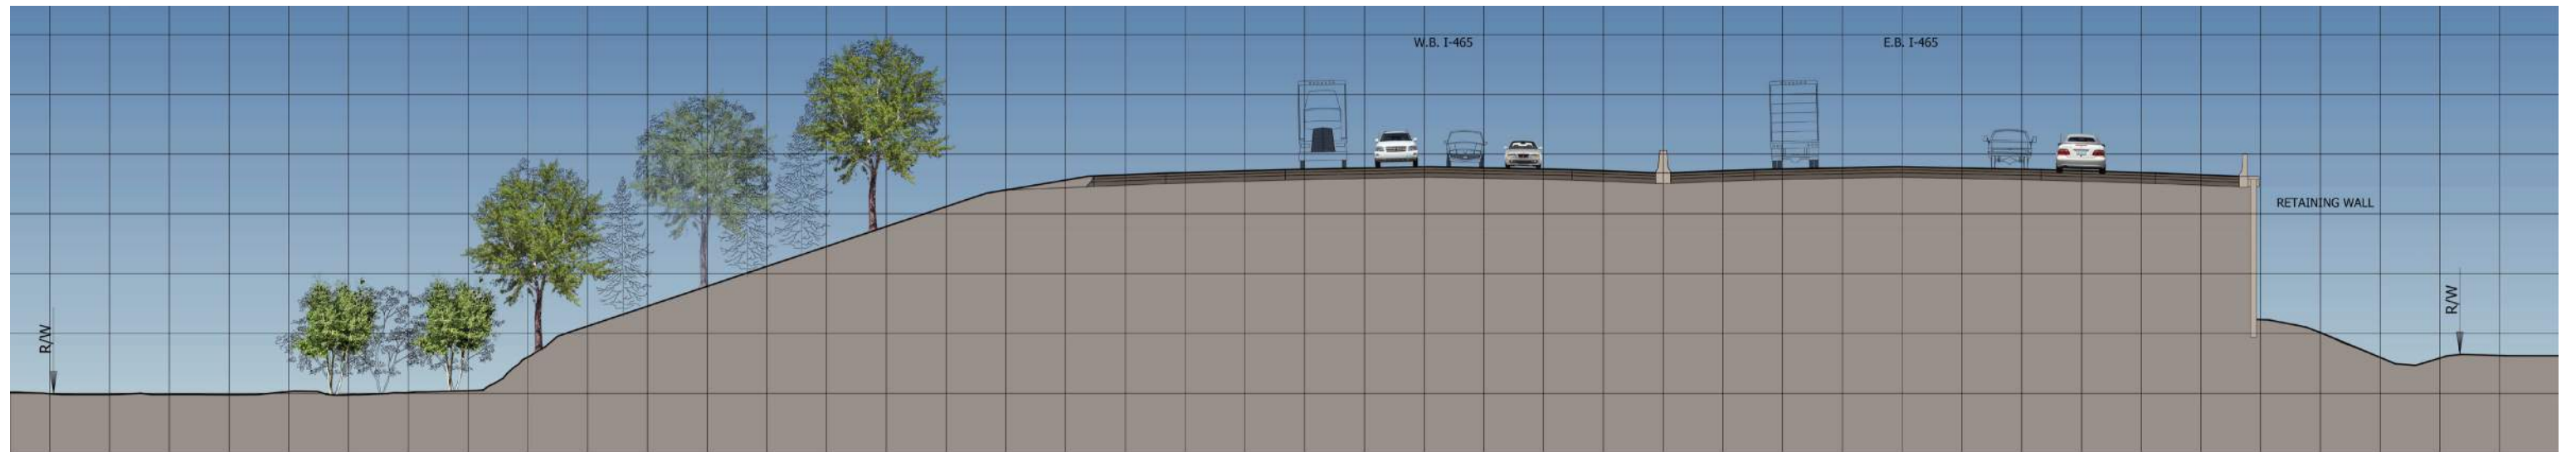 W.B. I-465
E.B. I-465
RETAINING WALL
R/W
R/W